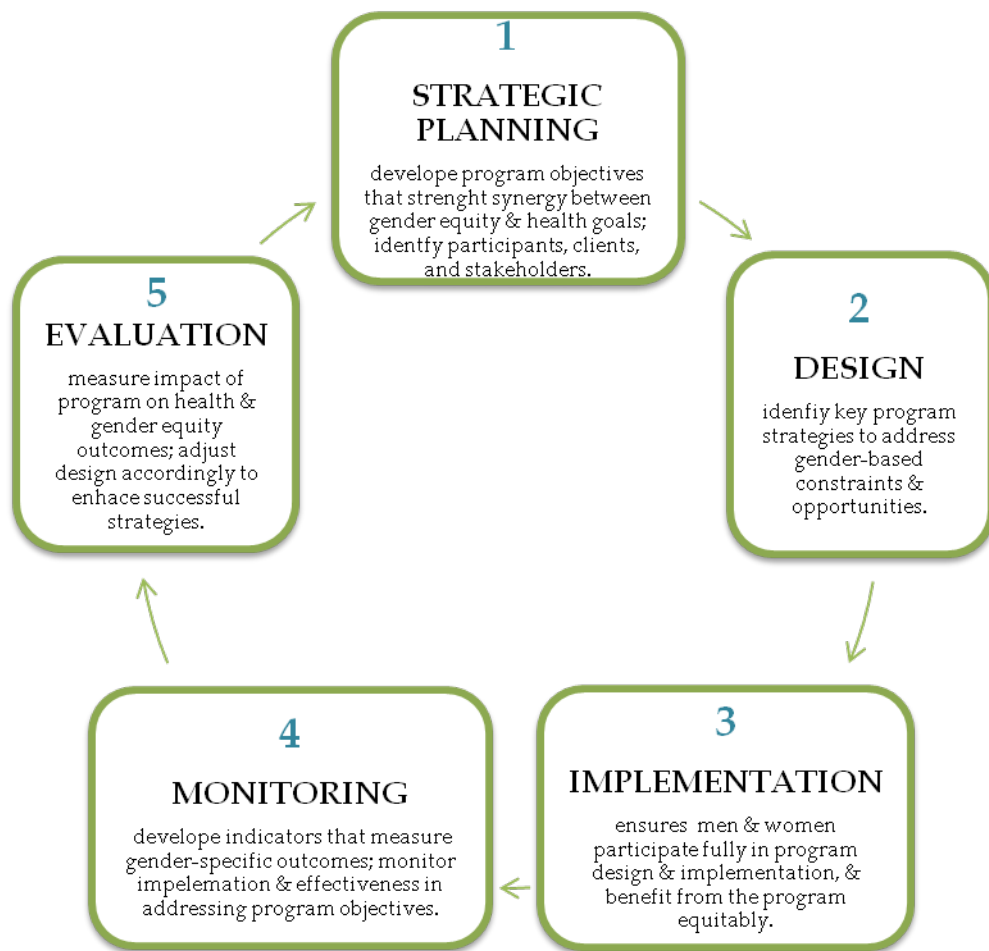 1
STRATEGIC
PLANNING
develope program objectives
that strenght synergy between
gender equity & health goals;
identfy participants, clients,
and stakeholders.
2
DESIGN
idenfiy key program
strategies to address
gender-based
constraints &
opportunities.
3
IMPLEMENTATION
ensures men & women
participate fully in program
design & implementation, &
benefit from the program
equitably.
4
MONITORING
develope indicators that measure
gender-specific outcomes; monitor
impelemation & effectiveness in
addressing program objectives.
5
EVALUATION
measure impact of
program on health &
gender equity
outcomes; adjust
design accordingly to
enhace successful
strategies.